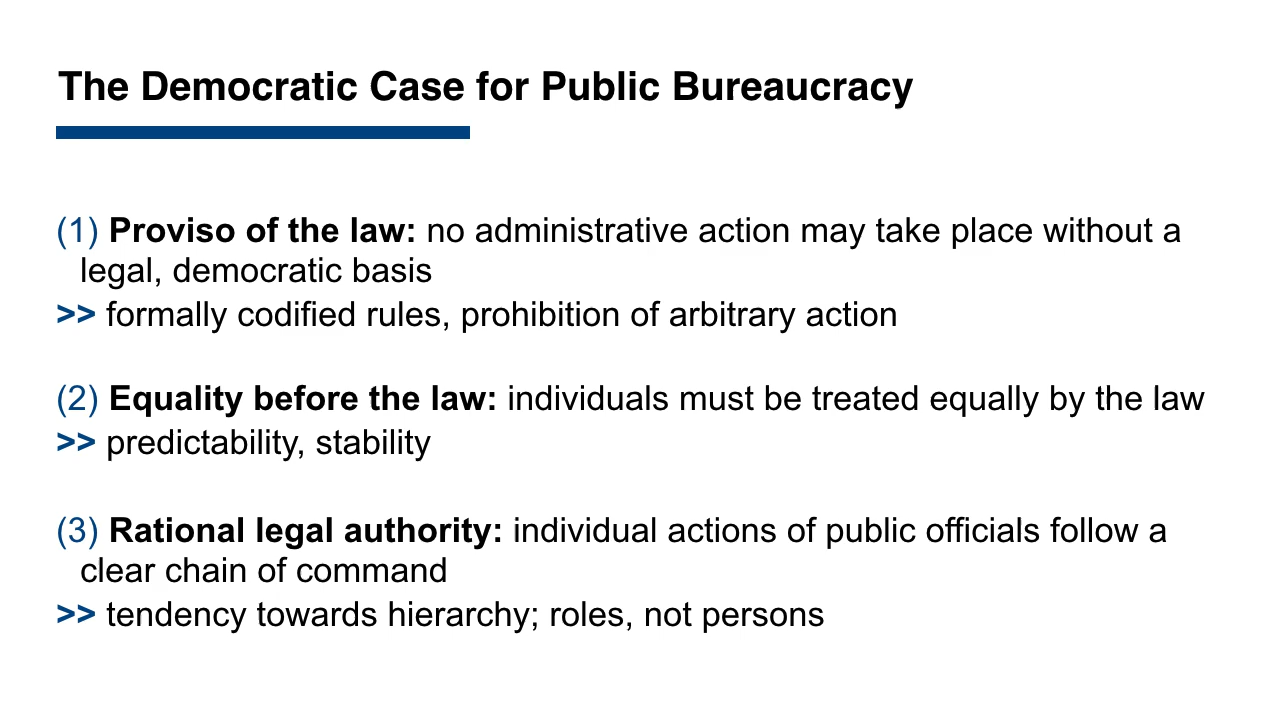 The Democratic Case for Public Bureaucracy
(1) Proviso of the law: no administrative action may take place without a
legal, democratic basis
>> formally codified rules, prohibition of arbitrary action
(2) Equality before the law: individuals must be treated equally by the law
>> predictability, stability
(3) Rational legal authority: individual actions of public officials follow a
clear chain of command
>> tendency towards hierarchy; roles, not persons